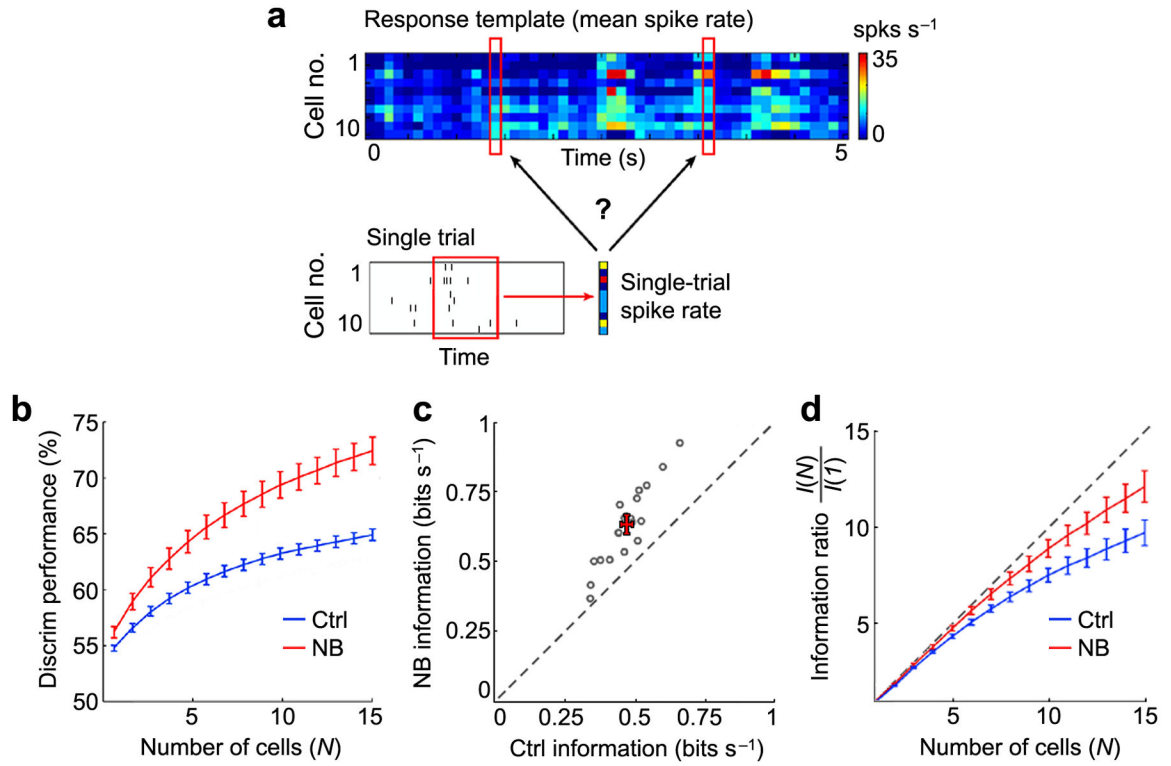 a
Response template (mean spike rate)
spks s⁻¹
35
0
Cell no.
1
10
0
Time (s)
5
?
Single trial
Cell no.
1
10
Time
Single-trial
spike rate
b
Discrim performance (%)
75
70
65
60
55
50
Ctrl
NB
5
10
15
Number of cells (N)
c
NB information (bits s⁻¹)
1
0.75
0.50
0.25
0
0
0.25
0.5
0.75
1
Ctrl information (bits s⁻¹)
d
Information ratio I(N)/I(1)
15
10
5
Ctrl
NB
5
10
15
Number of cells (N)